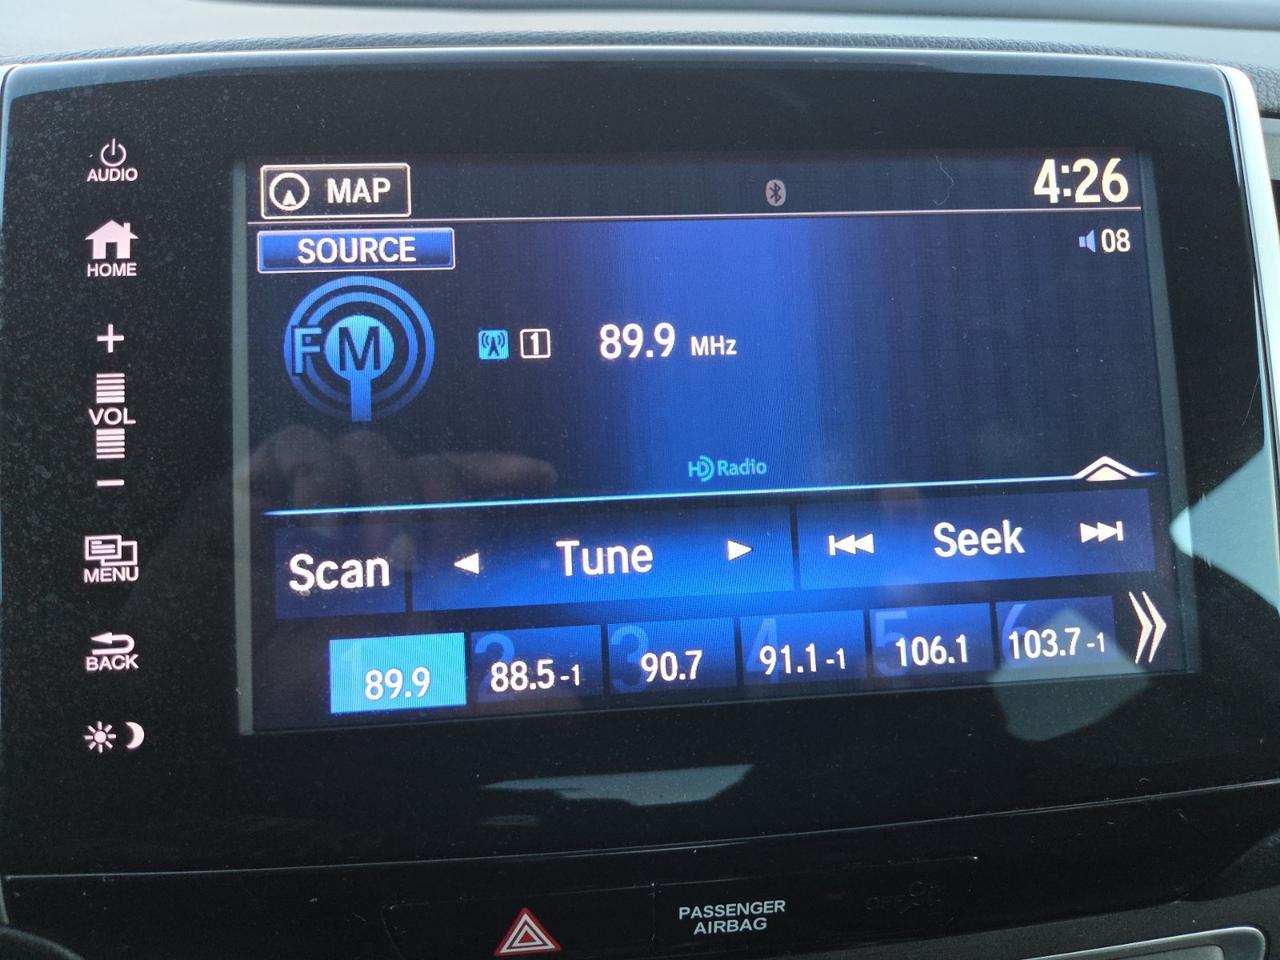 AUDIO
HOME
+
VOL
−
MENU
BACK
MAP
4:26
SOURCE
08
FM
1
89.9 MHz
HD Radio
Scan
Tune
Seek
1 89.9
2 88.5-1
3 90.7
4 91.1-1
5 106.1
6 103.7-1
PASSENGER
AIRBAG
OFF